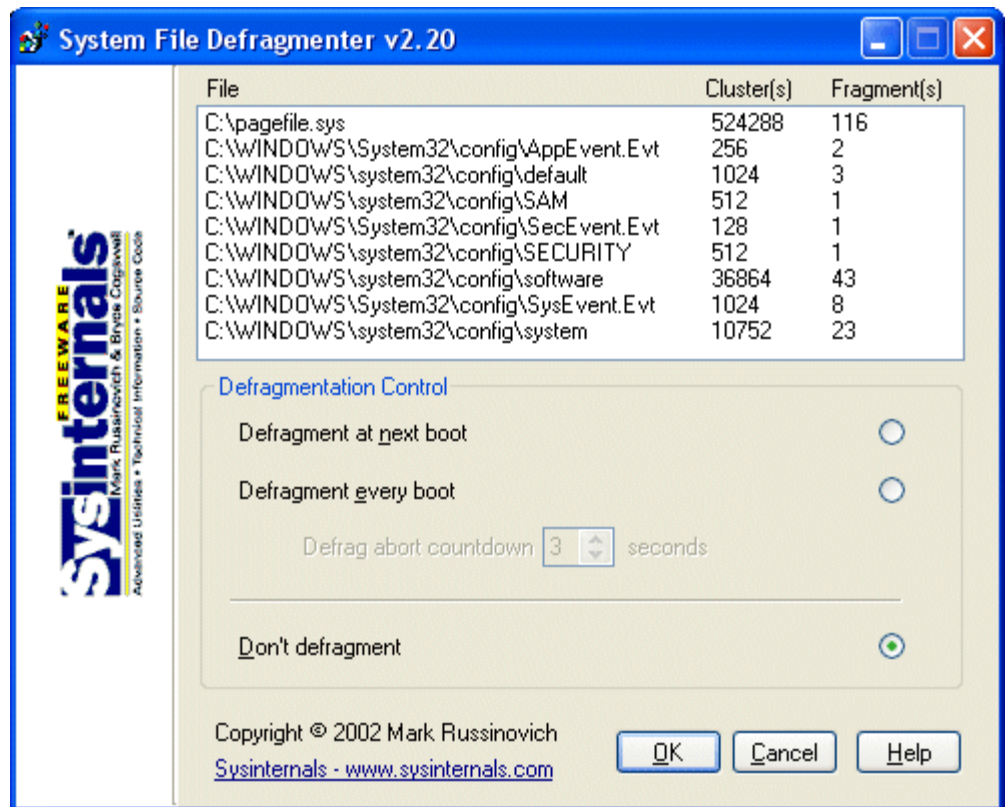 System File Defragmenter v2.20
File Cluster(s) Fragment(s)
C:\pagefile.sys 524288 116
C:\WINDOWS\System32\config\AppEvent.Evt 256 2
C:\WINDOWS\system32\config\default 1024 3
C:\WINDOWS\system32\config\SAM 512 1
C:\WINDOWS\System32\config\SecEvent.Evt 128 1
C:\WINDOWS\system32\config\SECURITY 512 1
C:\WINDOWS\system32\config\software 36864 43
C:\WINDOWS\System32\config\SysEvent.Evt 1024 8
C:\WINDOWS\system32\config\system 10752 23
FREEWARE
Sysinternals
Mark Russinovich & Bryce Cogswell
Advanced Utilities • Technical Information • Source Code
Defragmentation Control
Defragment at next boot
Defragment every boot
Defrag abort countdown 3 seconds
Don't defragment
Copyright © 2002 Mark Russinovich
Sysinternals - www.sysinternals.com
OK Cancel Help